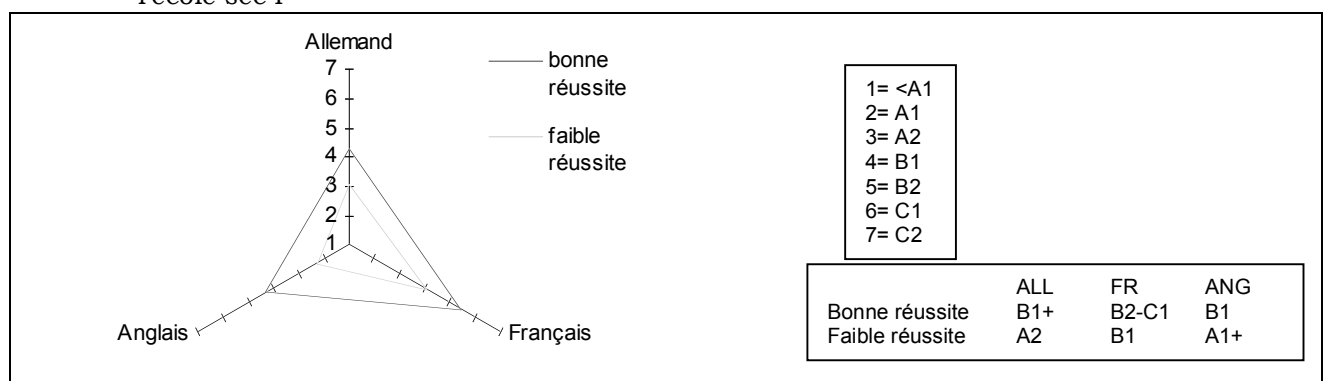 Allemand
7
6
5
4
3
2
1
Anglais
Français
bonne
réussite
faible
réussite
1= <A1
2= A1
3= A2
4= B1
5= B2
6= C1
7= C2
ALL FR ANG
Bonne réussite B1+ B2-C1 B1
Faible réussite A2 B1 A1+